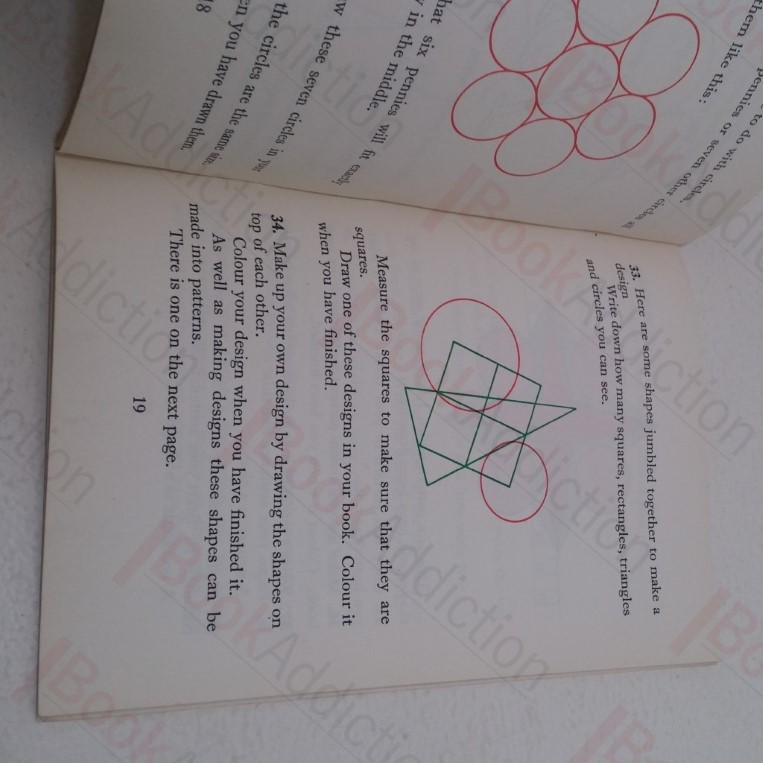 them like this:
hat six pennies will fit exactly
in the middle.
w these seven circles in your
the circles are the same size
en you have drawn them
18
33. Here are some shapes jumbled together to make a
design
Write down how many squares, rectangles, triangles
and circles you can see.
Measure the squares to make sure that they are
squares.
Draw one of these designs in your book. Colour it
when you have finished.
34. Make up your own design by drawing the shapes on
top of each other.
Colour your design when you have finished it.
As well as making designs these shapes can be
made into patterns.
There is one on the next page.
19
BookAddiction